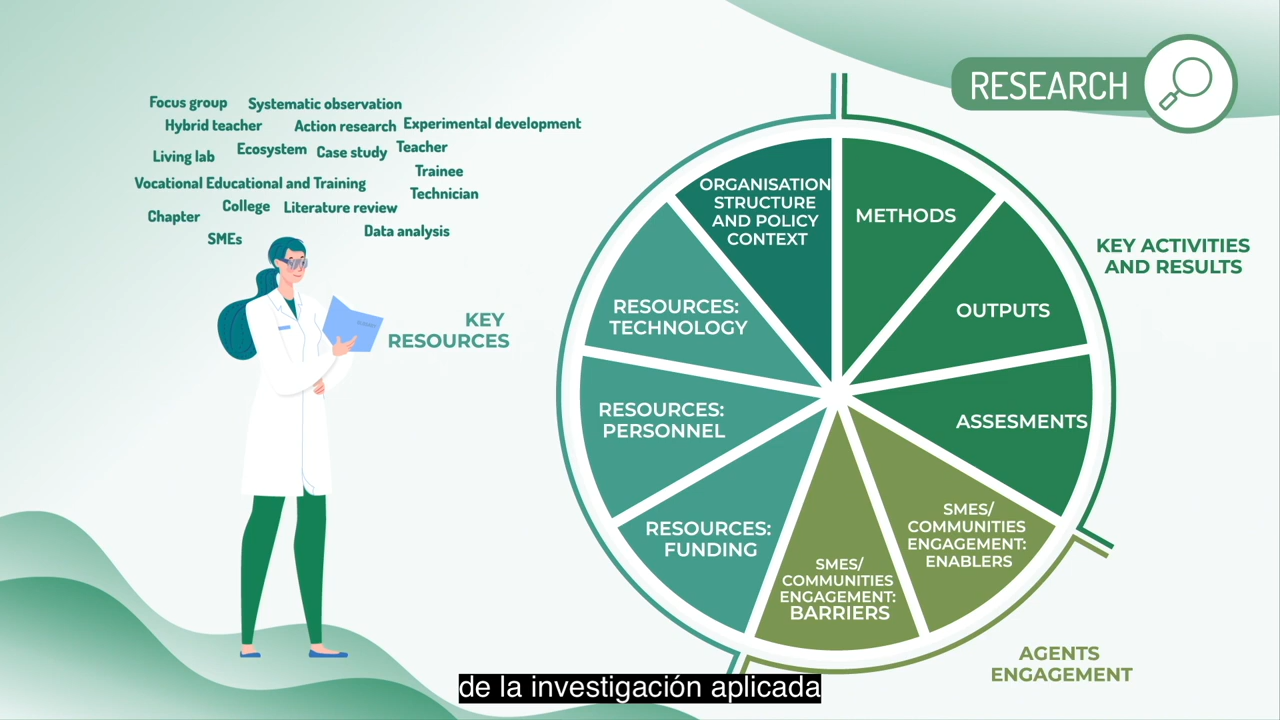 RESEARCH
Focus group
Systematic observation
Hybrid teacher
Action research
Experimental development
Living lab
Ecosystem
Case study
Teacher
Trainee
Vocational Educational and Training
Technician
College
Literature review
Chapter
Data analysis
SMEs
KEY
RESOURCES
ORGANISATION
STRUCTURE
AND POLICY
CONTEXT
METHODS
OUTPUTS
ASSESMENTS
SMES/
COMMUNITIES
ENGAGEMENT:
ENABLERS
SMES/
COMMUNITIES
ENGAGEMENT:
BARRIERS
RESOURCES:
FUNDING
RESOURCES:
PERSONNEL
RESOURCES:
TECHNOLOGY
KEY ACTIVITIES
AND RESULTS
AGENTS
ENGAGEMENT
de la investigación aplicada